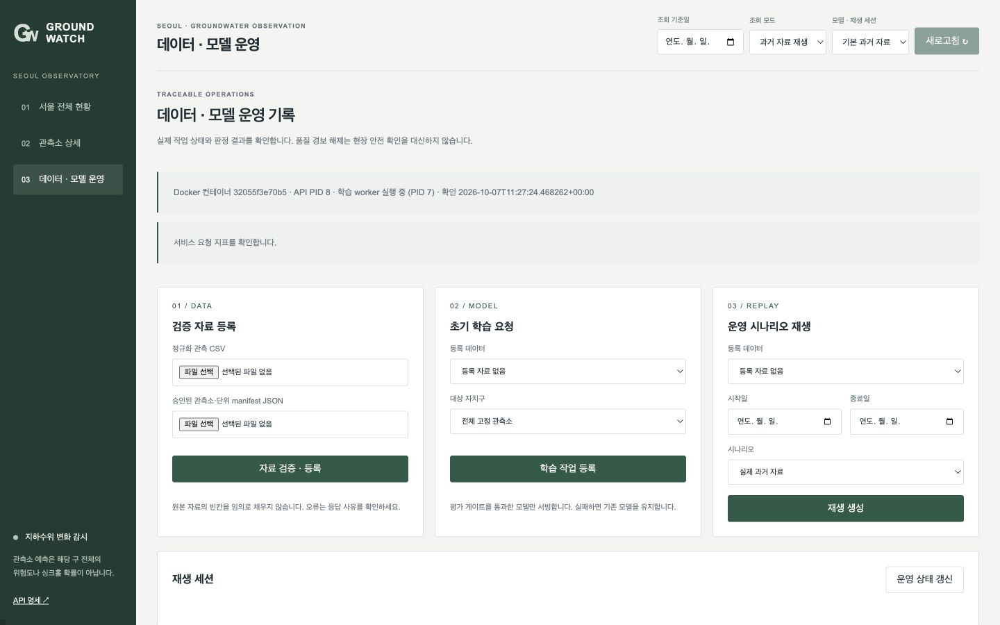 GW GROUND
WATCH
SEOUL OBSERVATORY
01 서울 전체 현황
02 관측소 상세
03 데이터 · 모델 운영
지하수위 변화 감시
관측소 예측은 해당 구 전체의
위험도나 싱크홀 확률이 아닙니다.
API 명세 ↗
SEOUL · GROUNDWATER OBSERVATION
데이터 · 모델 운영
조회 기준일
연도. 월. 일.
조회 모드
과거 자료 재생
모델 · 재생 세션
기본 과거 자료
새로고침 ↻
TRACEABLE OPERATIONS
데이터 · 모델 운영 기록
실제 작업 상태와 판정 결과를 확인합니다. 품질 경보 해제는 현장 안전 확인을 대신하지 않습니다.
Docker 컨테이너 32055f3e70b5 · API PID 8 · 학습 worker 실행 중 (PID 7) · 확인 2026-10-07T11:27:24.468262+00:00
서비스 요청 지표를 확인합니다.
01 / DATA
검증 자료 등록
정규화 관측 CSV
파일 선택 선택된 파일 없음
승인된 관측소·단위 manifest JSON
파일 선택 선택된 파일 없음
자료 검증 · 등록
원본 자료의 빈칸을 임의로 채우지 않습니다. 오류는 응답 사유를 확인하세요.
02 / MODEL
초기 학습 요청
등록 데이터
등록 자료 없음
대상 자치구
전체 고정 관측소
학습 작업 등록
평가 게이트를 통과한 모델만 서빙합니다. 실패하면 기존 모델을 유지합니다.
03 / REPLAY
운영 시나리오 재생
등록 데이터
등록 자료 없음
시작일 종료일
연도. 월. 일. 연도. 월. 일.
시나리오
실제 과거 자료
재생 생성
재생 세션
운영 상태 갱신